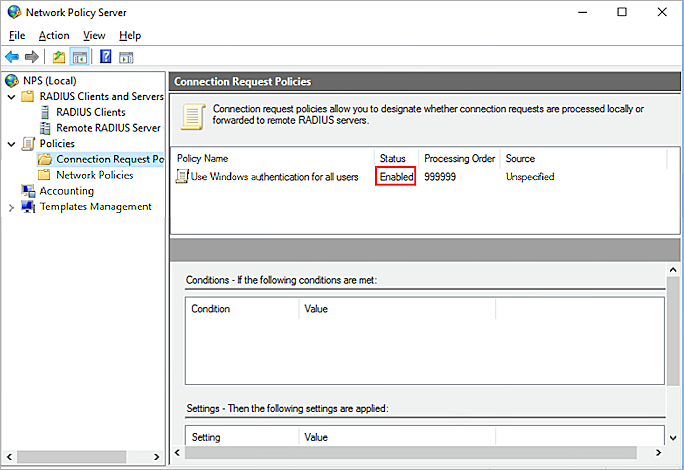 Network Policy Server
File Action View Help
NPS (Local)
RADIUS Clients and Servers
RADIUS Clients
Remote RADIUS Server
Policies
Connection Request Po
Network Policies
Accounting
Templates Management
Connection Request Policies
Connection request policies allow you to designate whether connection requests are processed locally or
forwarded to remote RADIUS servers.
Policy Name Status Processing Order Source
Use Windows authentication for all users Enabled 999999 Unspecified
Conditions - If the following conditions are met:
Condition Value
Settings - Then the following settings are applied:
Setting Value